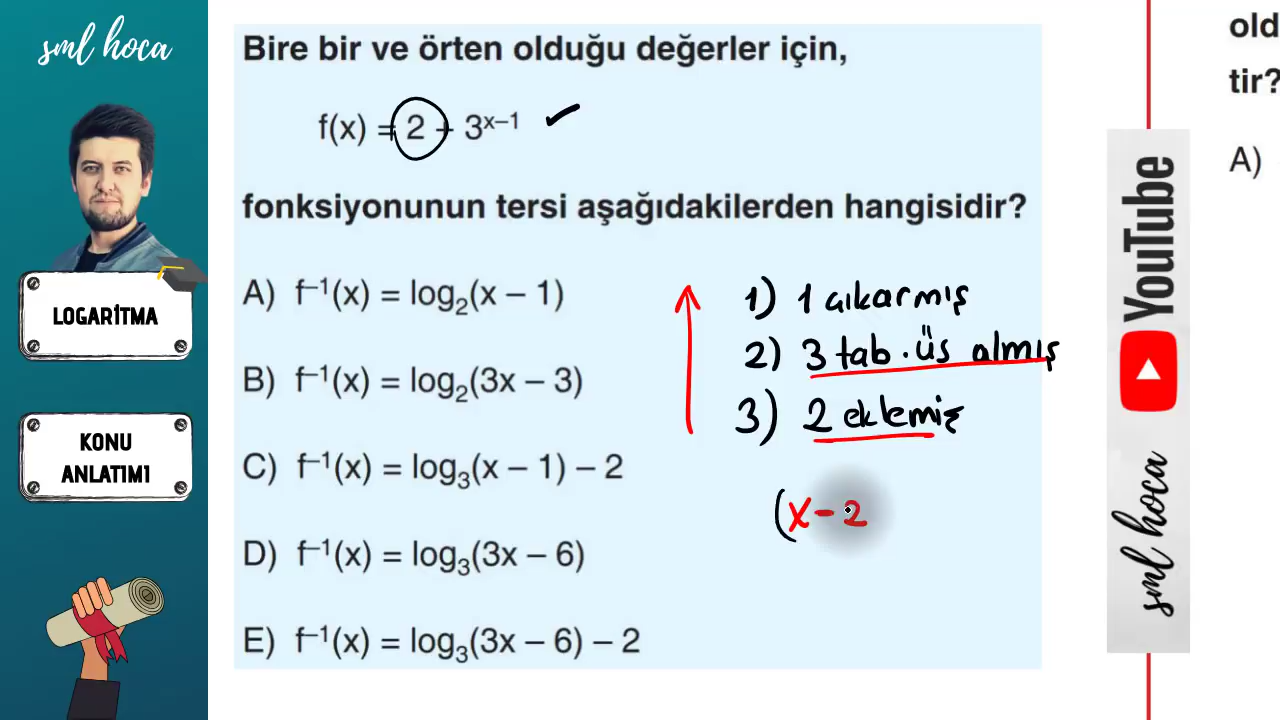 sml hoca
LOGARİTMA
KONU
ANLATIMI
Bire bir ve örten olduğu değerler için,
f(x) = 2 + 3ˣ⁻¹
fonksiyonunun tersi aşağıdakilerden hangisidir?
A) f⁻¹(x) = log₂(x – 1)
B) f⁻¹(x) = log₂(3x – 3)
C) f⁻¹(x) = log₃(x – 1) – 2
D) f⁻¹(x) = log₃(3x – 6)
E) f⁻¹(x) = log₃(3x – 6) – 2
1) 1 çıkarmış
2) 3 tab. üs almış
3) 2 eklemiş
(x – 2
YouTube
sml hoca
old
tir?
A)